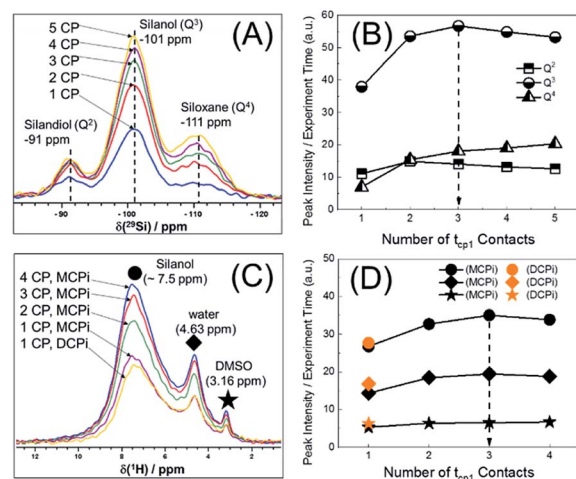 (A)
5 CP
4 CP
3 CP
2 CP
1 CP
Silanol (Q³)
-101 ppm
Silandiol (Q²)
-91 ppm
Siloxane (Q⁴)
-111 ppm
-90 -100 -110 -120
δ(²⁹Si) / ppm
(B)
Peak Intensity / Experiment Time (a.u.)
60
50
40
30
20
10
0
Q²
Q³
Q⁴
1 2 3 4 5
Number of tcp1 Contacts
(C)
4 CP, MCPi
3 CP, MCPi
2 CP, MCPi
1 CP, MCPi
1 CP, DCPi
Silanol
(~ 7.5 ppm)
water
(4.63 ppm)
DMSO
(3.16 ppm)
12 10 8 6 4 2
δ(¹H) / ppm
(D)
Peak Intensity / Experiment Time (a.u.)
50
40
30
20
10
0
(MCPi) (DCPi)
(MCPi) (DCPi)
(MCPi) (DCPi)
1 2 3 4
Number of tcp1 Contacts